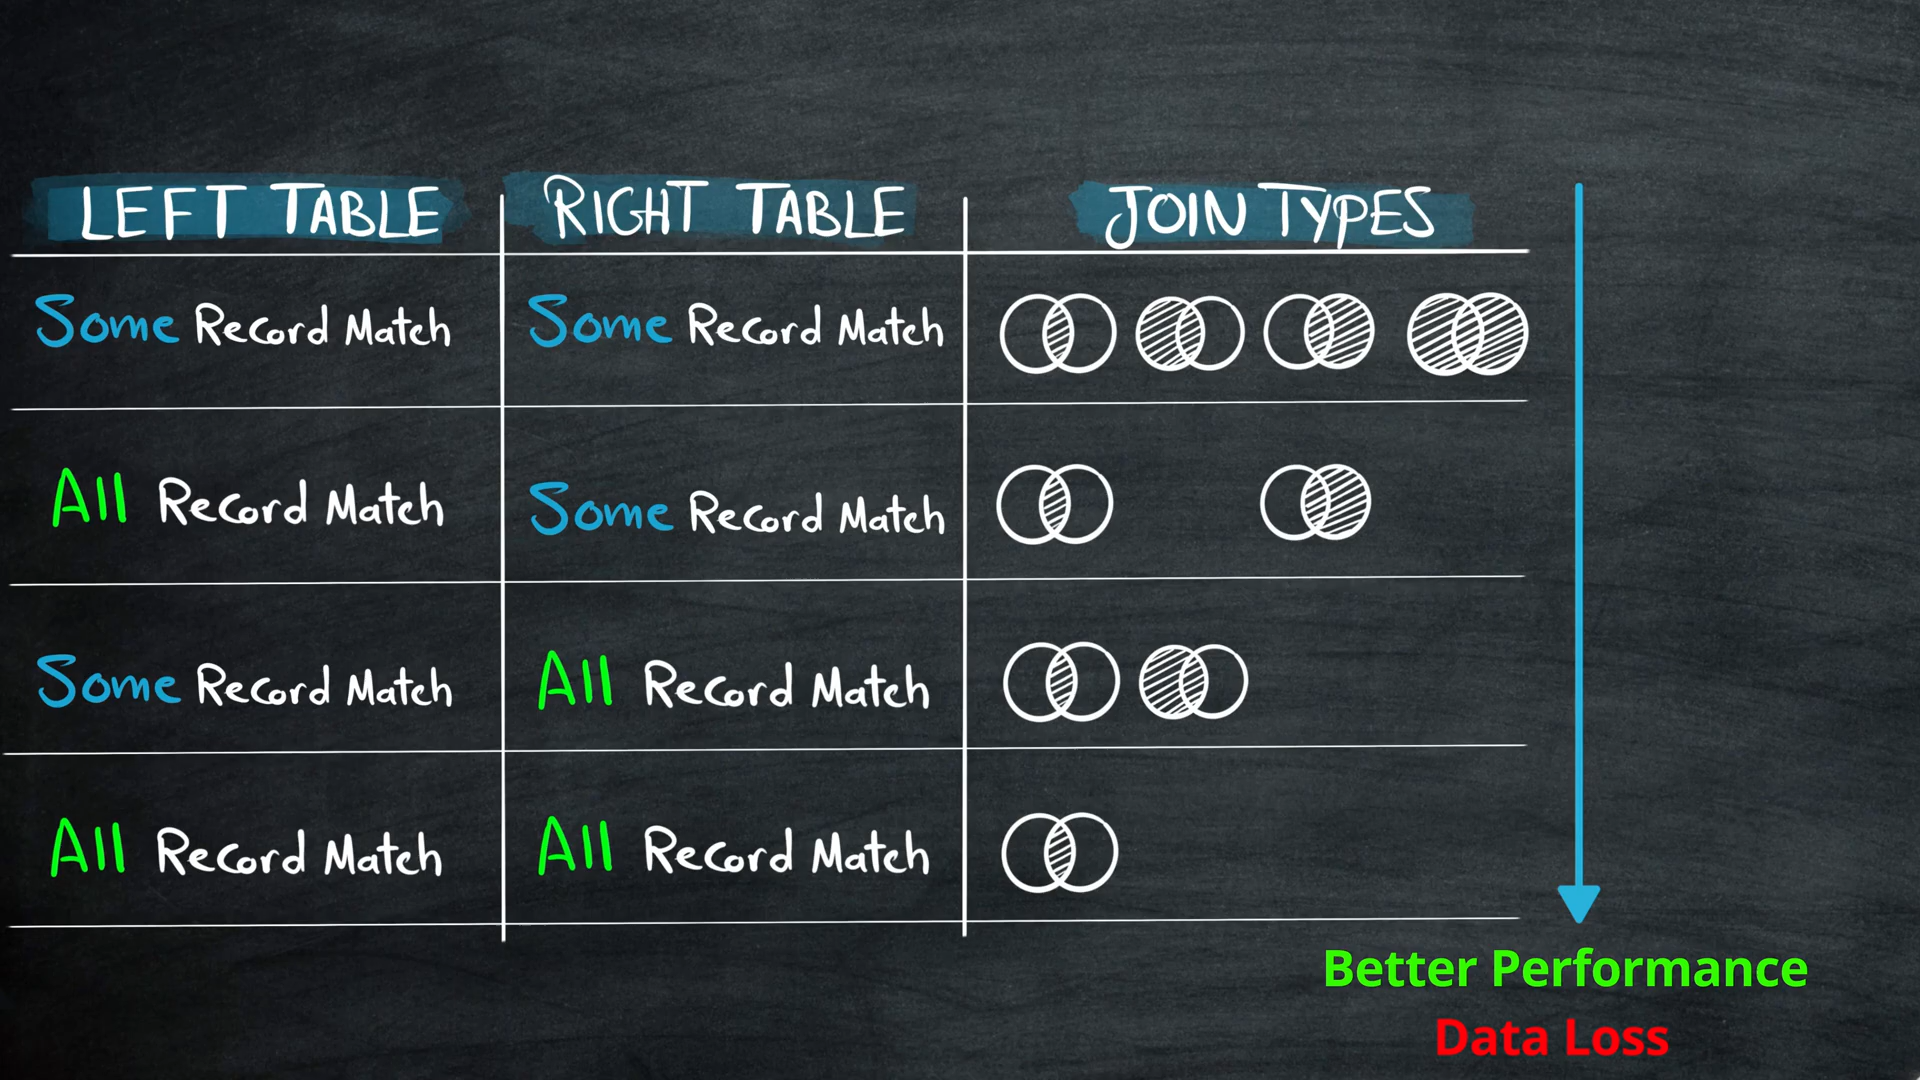 LEFT TABLE RIGHT TABLE JOIN TYPES
Some Record Match Some Record Match
All Record Match Some Record Match
Some Record Match All Record Match
All Record Match All Record Match
Better Performance
Data Loss